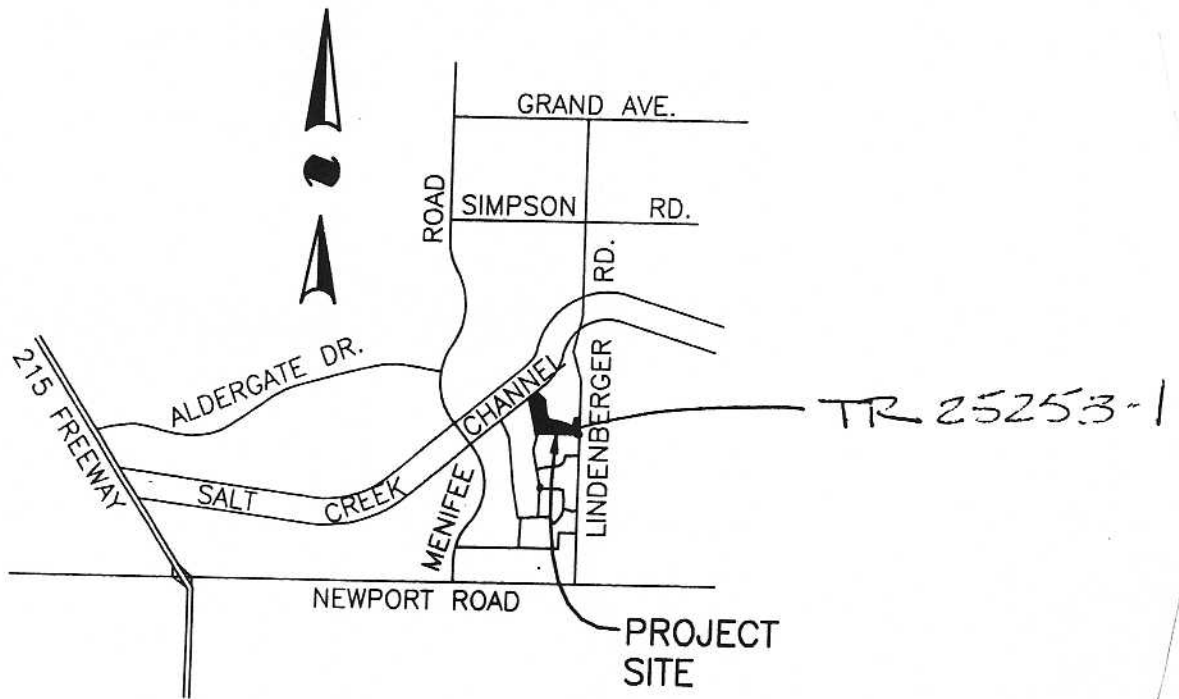 GRAND AVE.
SIMPSON RD.
ROAD
RD.
ALDERGATE DR.
215 FREEWAY
CHANNEL
TR 25253-1
LINDENBERGER
SALT CREEK
MENIFEE
NEWPORT ROAD
PROJECT
SITE